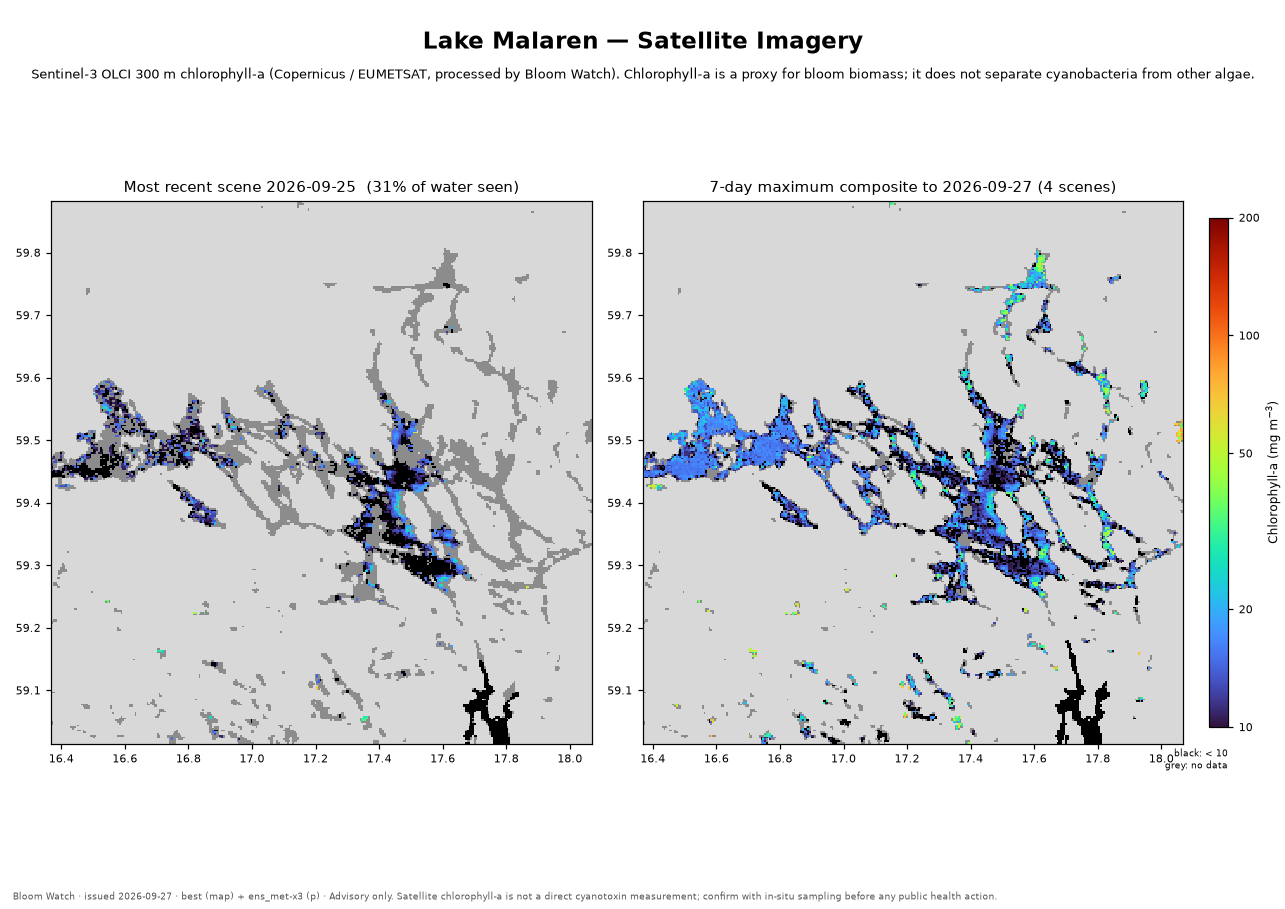 Lake Malaren — Satellite Imagery
Sentinel-3 OLCI 300 m chlorophyll-a (Copernicus / EUMETSAT, processed by Bloom Watch). Chlorophyll-a is a proxy for bloom biomass; it does not separate cyanobacteria from other algae.
Most recent scene 2026-09-25 (31% of water seen)
59.8
59.7
59.6
59.5
59.4
59.3
59.2
59.1
16.4 16.6 16.8 17.0 17.2 17.4 17.6 17.8 18.0
7-day maximum composite to 2026-09-27 (4 scenes)
59.8
59.7
59.6
59.5
59.4
59.3
59.2
59.1
16.4 16.6 16.8 17.0 17.2 17.4 17.6 17.8 18.0
200
100
50
20
10
Chlorophyll-a (mg m⁻³)
black: < 10
grey: no data
Bloom Watch · issued 2026-09-27 · best (map) + ens_met-x3 (p) · Advisory only. Satellite chlorophyll-a is not a direct cyanotoxin measurement; confirm with in-situ sampling before any public health action.